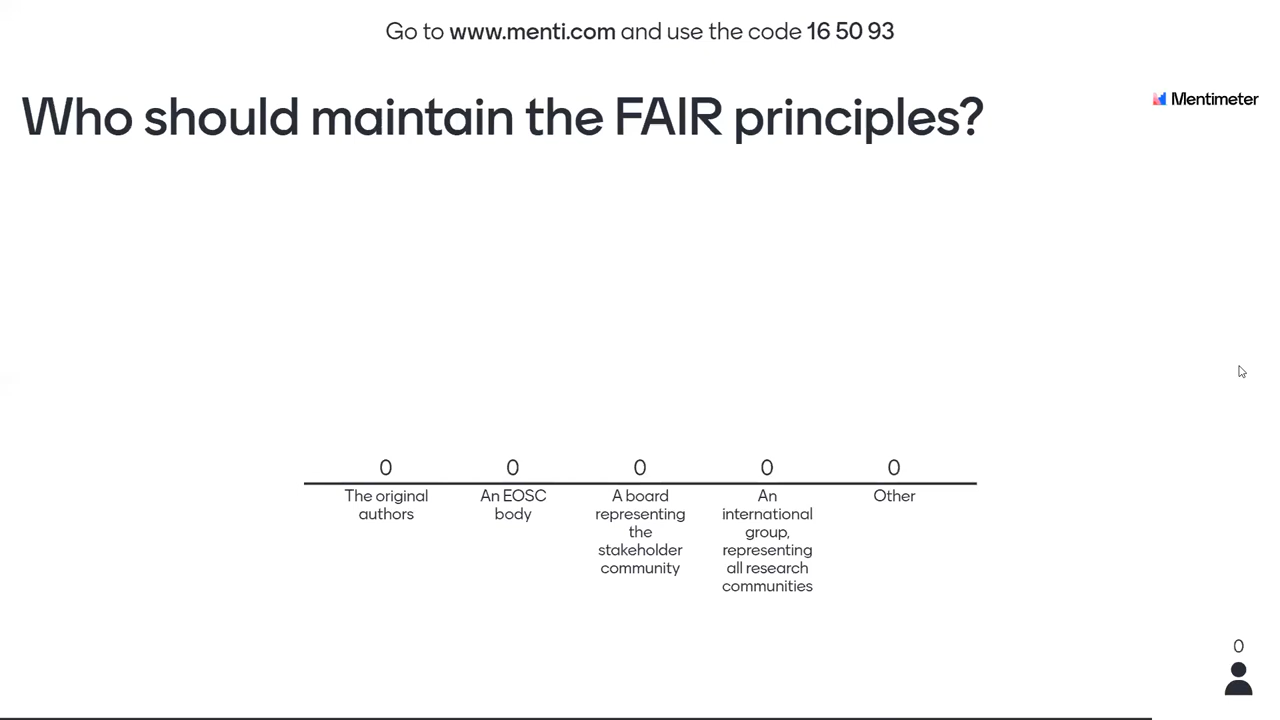 Go to www.menti.com and use the code 16 50 93
Who should maintain the FAIR principles?
Mentimeter
0
0
0
0
0
The original
authors
An EOSC
body
A board
representing
the
stakeholder
community
An
international
group,
representing
all research
communities
Other
0